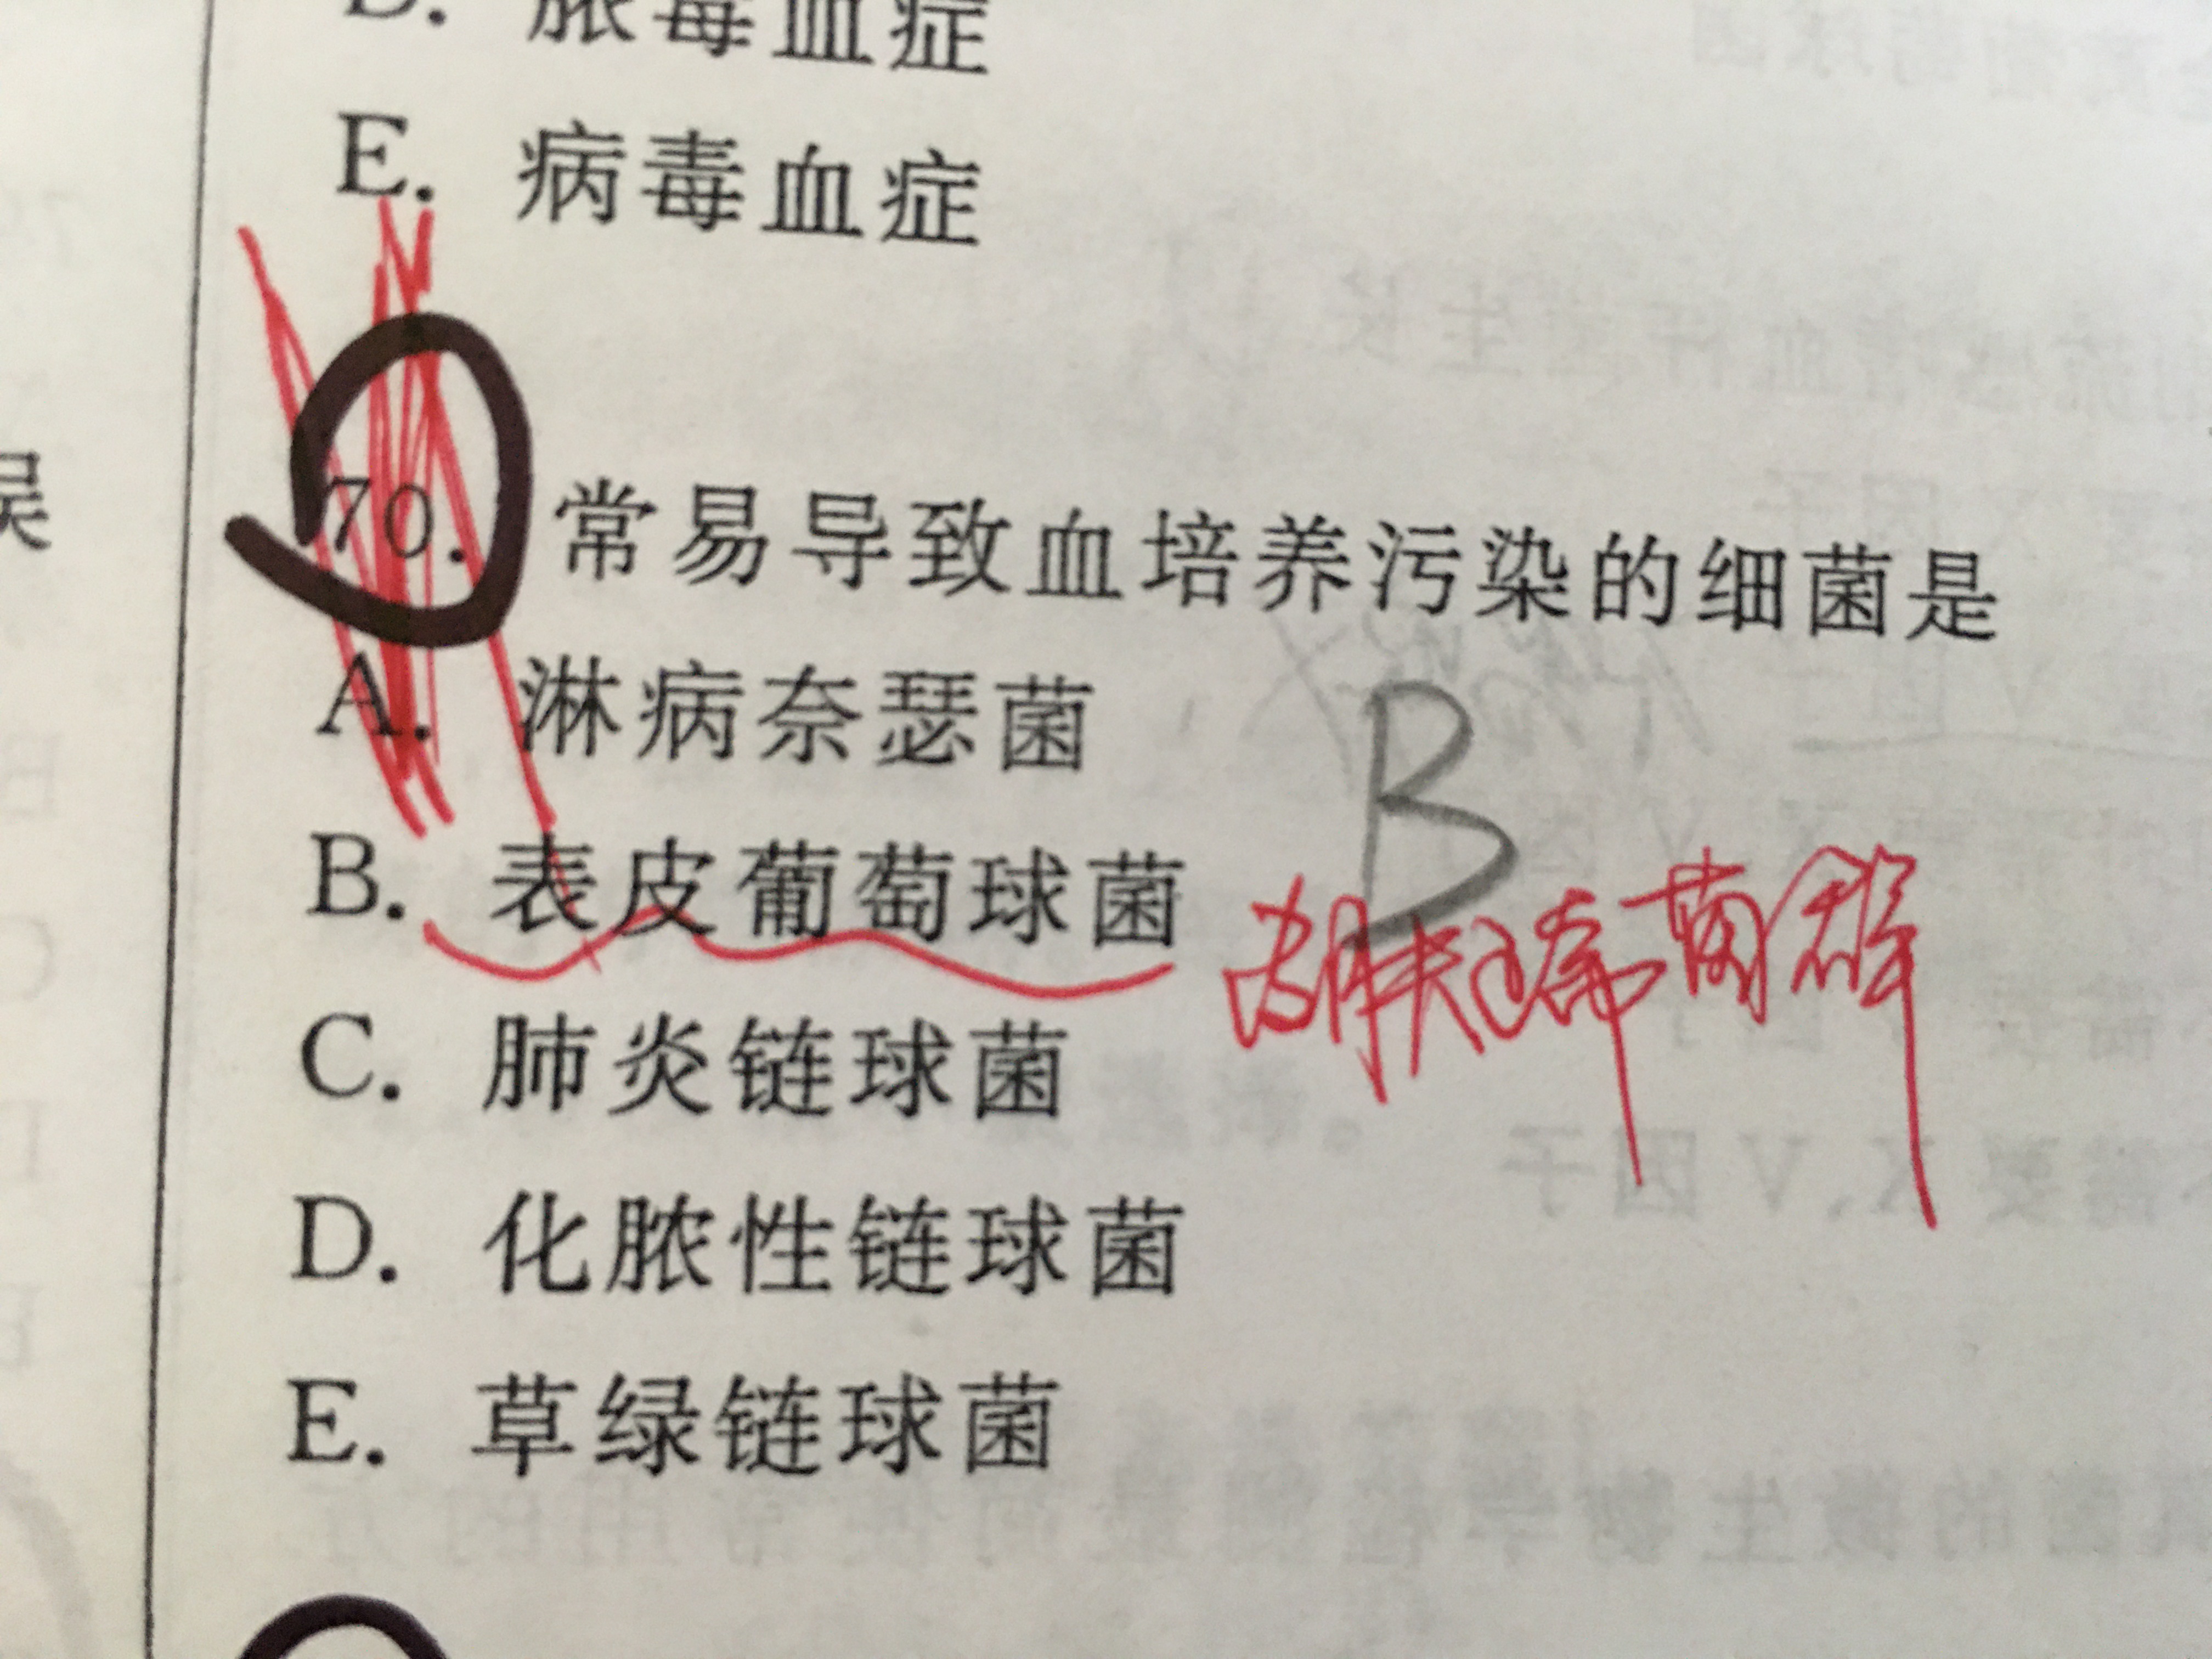 脓毒血症
E. 病毒血症
70. 常易导致血培养污染的细菌是
A. 淋病奈瑟菌
B. 表皮葡萄球菌
B
C. 肺炎链球菌
D. 化脓性链球菌
E. 草绿链球菌